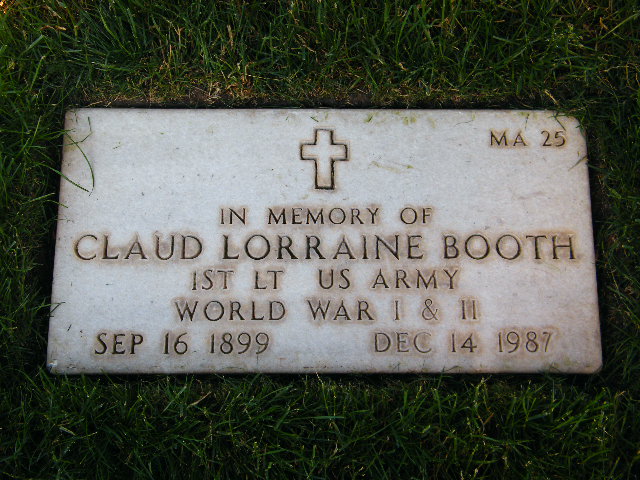 MA 25
IN MEMORY OF
CLAUD LORRAINE BOOTH
1ST LT US ARMY
WORLD WAR I & II
SEP 16 1899 DEC 14 1987